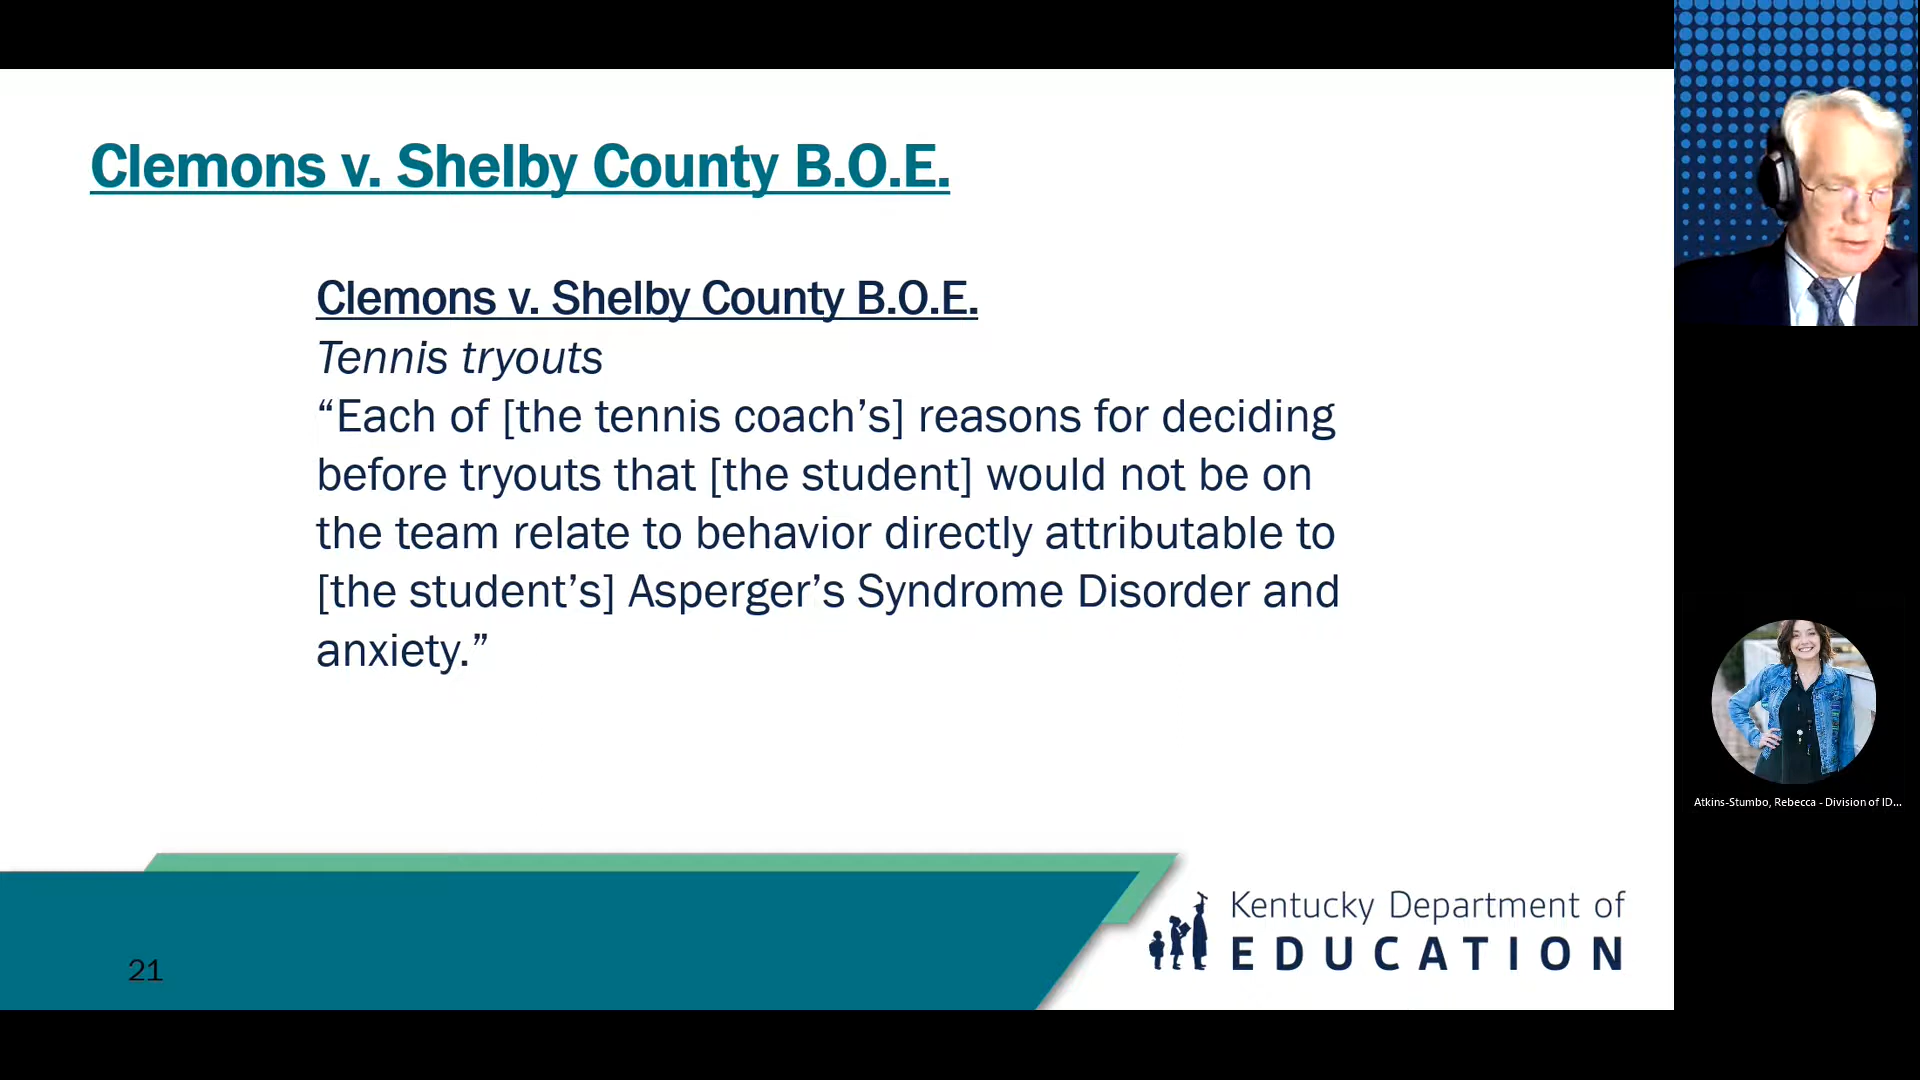 Clemons v. Shelby County B.O.E.
Clemons v. Shelby County B.O.E.
Tennis tryouts
“Each of [the tennis coach’s] reasons for deciding
before tryouts that [the student] would not be on
the team relate to behavior directly attributable to
[the student’s] Asperger’s Syndrome Disorder and
anxiety.”
21
Kentucky Department of
EDUCATION
Atkins-Stumbo, Rebecca - Division of ID...